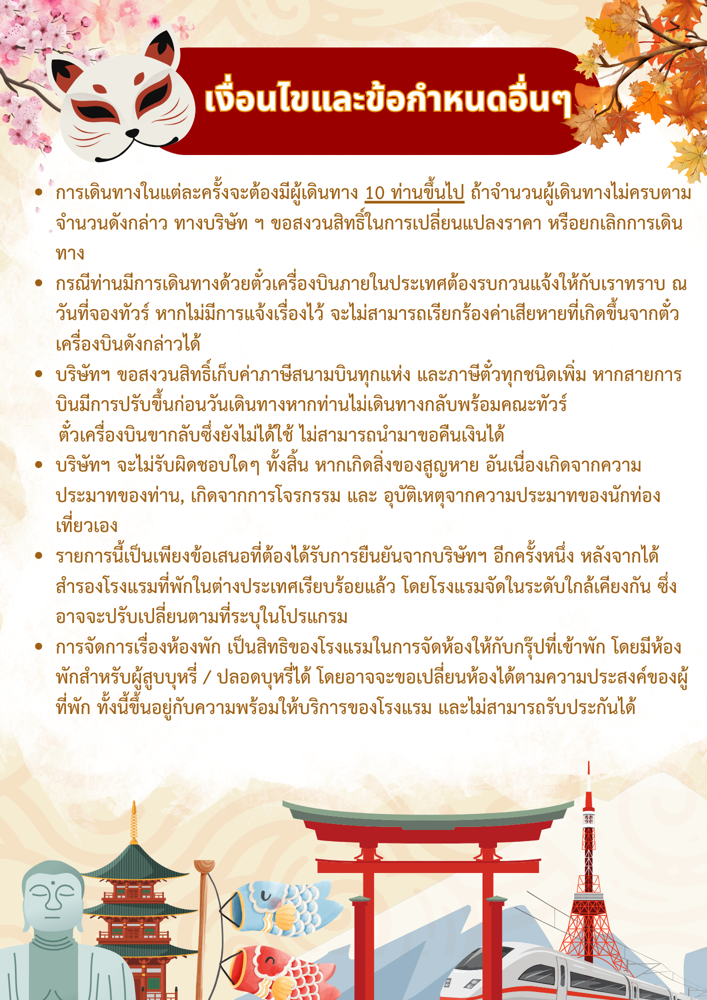 เงื่อนไขและข้อกำหนดอื่นๆ
• การเดินทางในแต่ละครั้งจะต้องมีผู้เดินทาง 10 ท่านขึ้นไป ถ้าจำนวนผู้เดินทางไม่ครบตาม
จำนวนดังกล่าว ทางบริษัท ฯ ขอสงวนสิทธิ์ในการเปลี่ยนแปลงราคา หรือยกเลิกการเดิน
ทาง
• กรณีท่านมีการเดินทางด้วยตั๋วเครื่องบินภายในประเทศต้องรบกวนแจ้งให้กับเราทราบ ณ
วันที่จองทัวร์ หากไม่มีการแจ้งเรื่องไว้ จะไม่สามารถเรียกร้องค่าเสียหายที่เกิดขึ้นจากตั๋ว
เครื่องบินดังกล่าวได้
• บริษัทฯ ขอสงวนสิทธิ์เก็บค่าภาษีสนามบินทุกแห่ง และภาษีตั๋วทุกชนิดเพิ่ม หากสายการ
บินมีการปรับขึ้นก่อนวันเดินทางหากท่านไม่เดินทางกลับพร้อมคณะทัวร์
ตั๋วเครื่องบินขากลับซึ่งยังไม่ได้ใช้ ไม่สามารถนำมาขอคืนเงินได้
• บริษัทฯ จะไม่รับผิดชอบใดๆ ทั้งสิ้น หากเกิดสิ่งของสูญหาย อันเนื่องเกิดจากความ
ประมาทของท่าน, เกิดจากการโจรกรรม และ อุบัติเหตุจากความประมาทของนักท่อง
เที่ยวเอง
• รายการนี้เป็นเพียงข้อเสนอที่ต้องได้รับการยืนยันจากบริษัทฯ อีกครั้งหนึ่ง หลังจากได้
สำรองโรงแรมที่พักในต่างประเทศเรียบร้อยแล้ว โดยโรงแรมจัดในระดับใกล้เคียงกัน ซึ่ง
อาจจะปรับเปลี่ยนตามที่ระบุในโปรแกรม
• การจัดการเรื่องห้องพัก เป็นสิทธิของโรงแรมในการจัดห้องให้กับกรุ๊ปที่เข้าพัก โดยมีห้อง
พักสำหรับผู้สูบบุหรี่ / ปลอดบุหรี่ได้ โดยอาจจะขอเปลี่ยนห้องได้ตามความประสงค์ของผู้
ที่พัก ทั้งนี้ขึ้นอยู่กับความพร้อมให้บริการของโรงแรม และไม่สามารถรับประกันได้